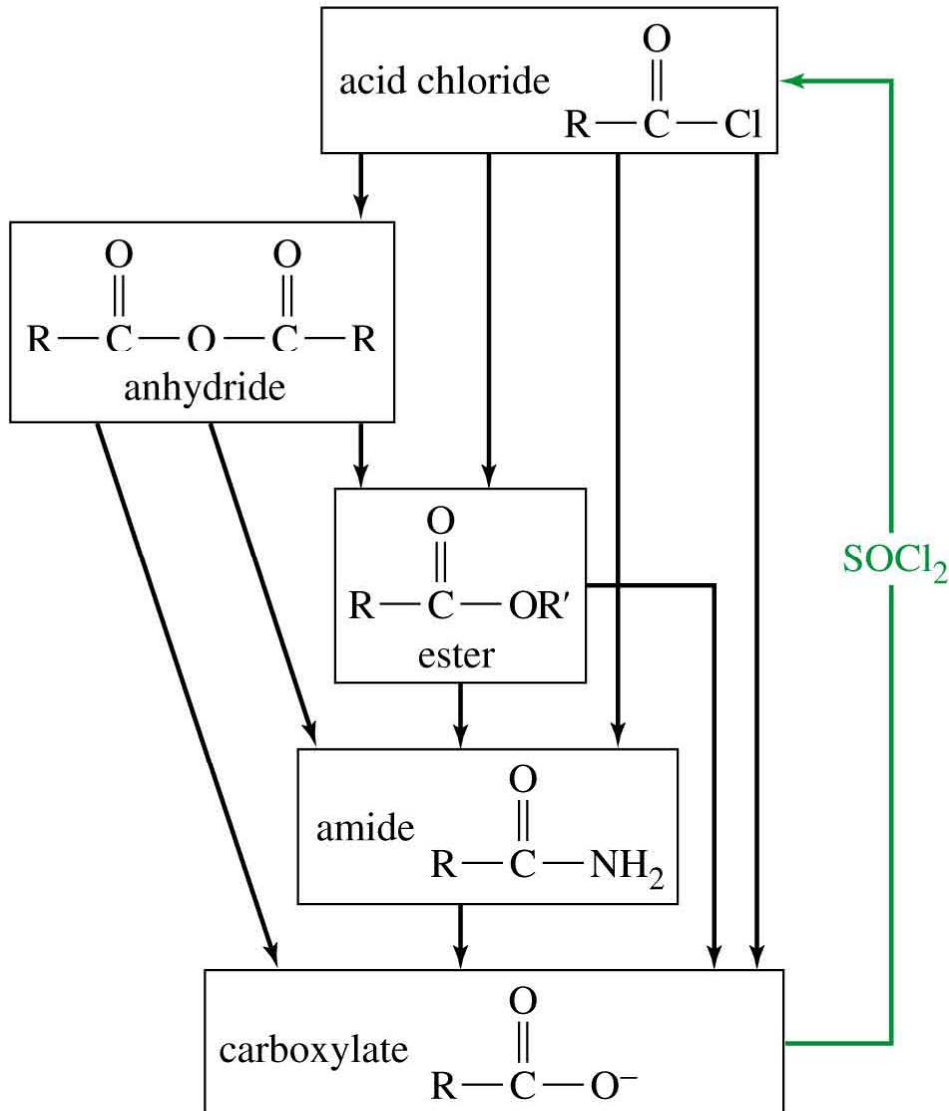 O
acid chloride
R—C—Cl
O O
R—C—O—C—R
anhydride
O
R—C—OR′
ester
SOCl₂
O
amide
R—C—NH₂
O
carboxylate
R—C—O⁻